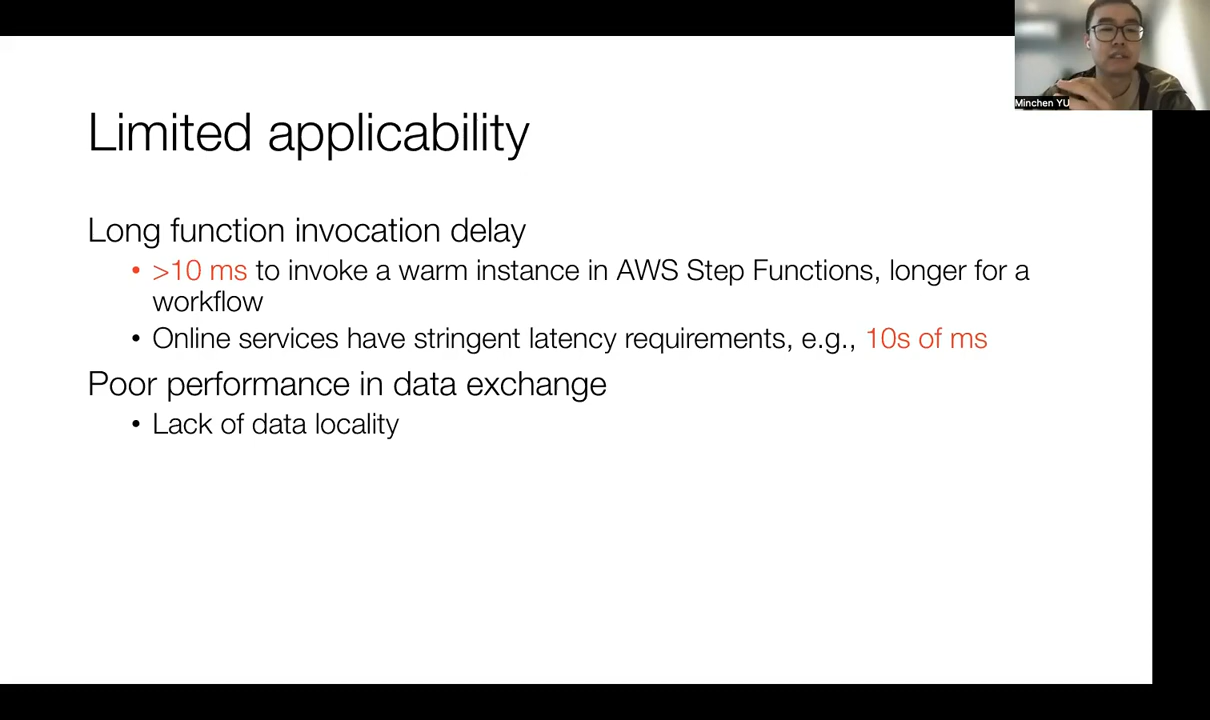 Minchen YU
Limited applicability
Long function invocation delay
• >10 ms to invoke a warm instance in AWS Step Functions, longer for a
workflow
• Online services have stringent latency requirements, e.g., 10s of ms
Poor performance in data exchange
• Lack of data locality